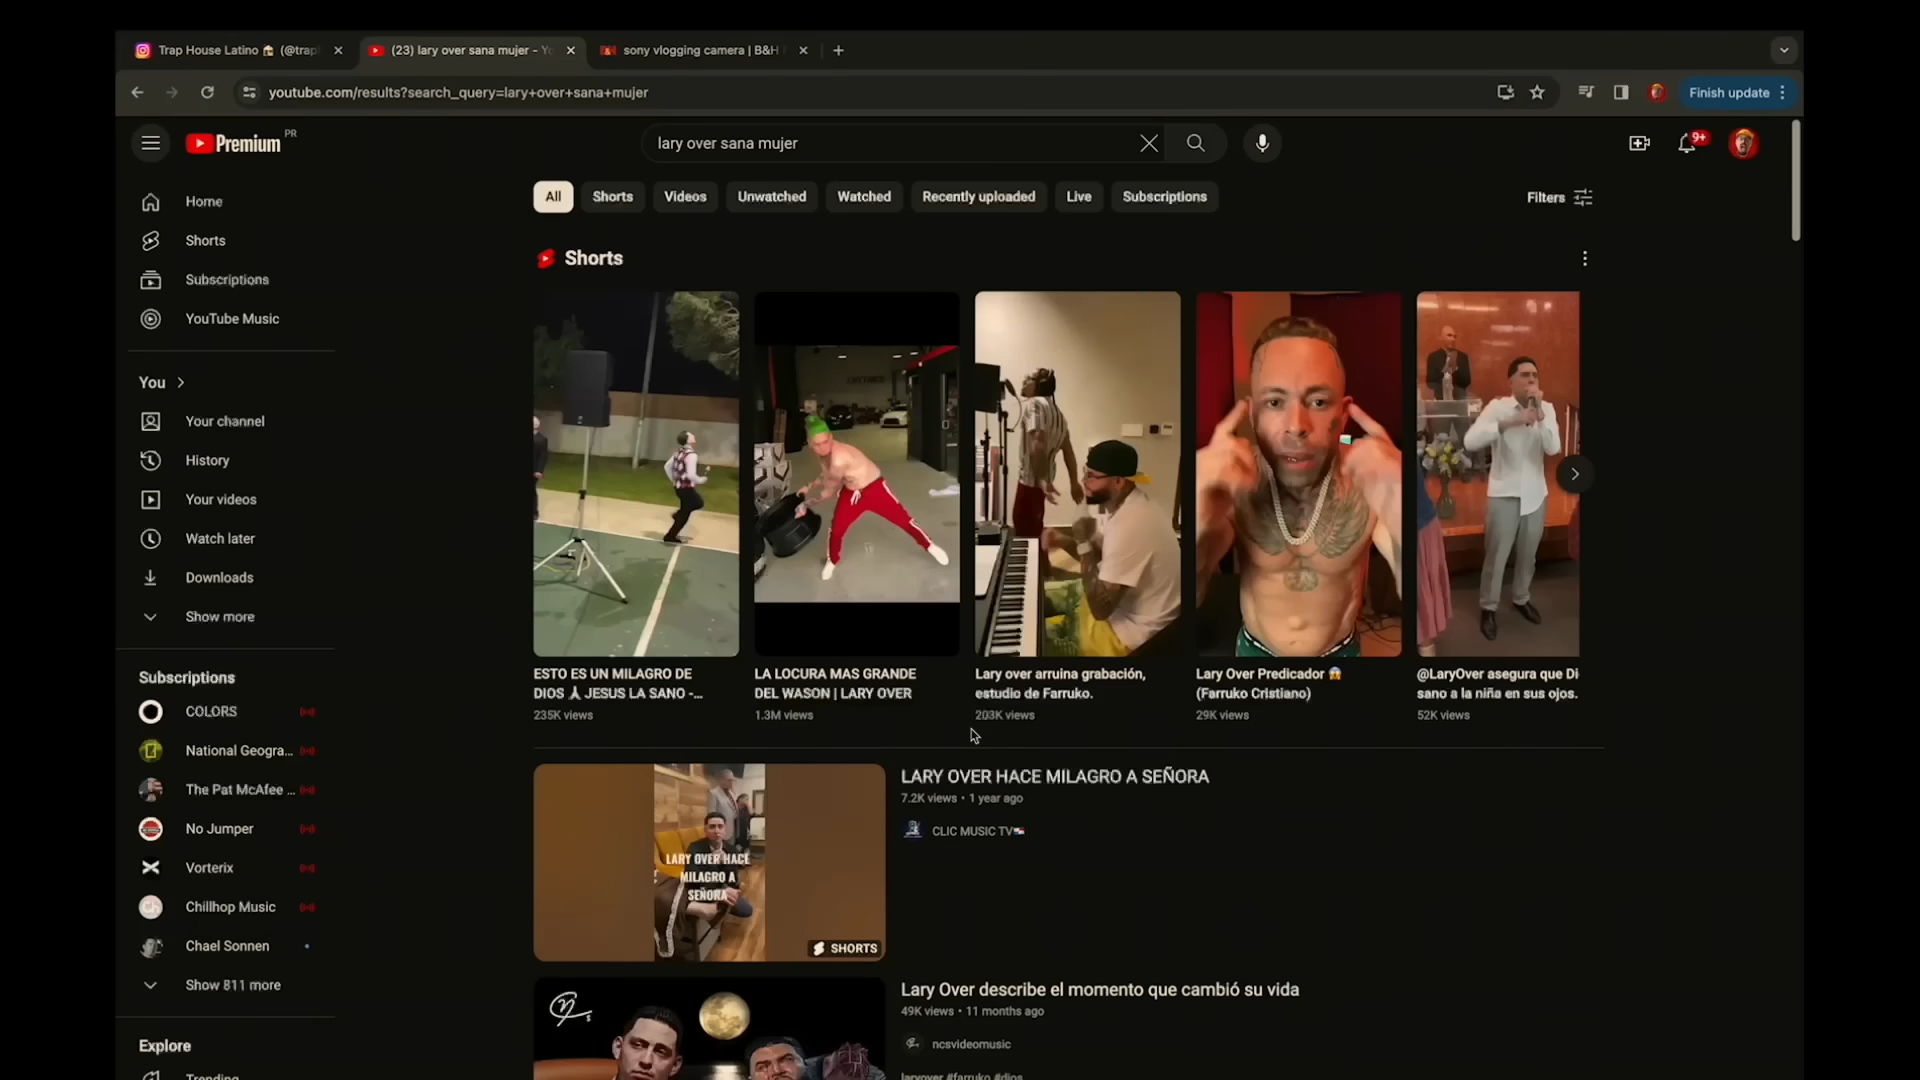 Trap House Latino 🏠 (@trap
(23) lary over sana mujer - Yo
sony vlogging camera | B&H
youtube.com/results?search_query=lary+over+sana+mujer
Finish update
Premium PR
lary over sana mujer
9+
All
Shorts
Videos
Unwatched
Watched
Recently uploaded
Live
Subscriptions
Filters
Home
Shorts
Subscriptions
YouTube Music
You
Your channel
History
Your videos
Watch later
Downloads
Show more
Subscriptions
COLORS
National Geogra...
The Pat McAfee ...
No Jumper
Vorterix
Chillhop Music
Chael Sonnen
Show 811 more
Explore
Trending
Shorts
ESTO ES UN MILAGRO DE
DIOS 🙏 JESUS LA SANO -...
235K views
LA LOCURA MAS GRANDE
DEL WASON | LARY OVER
1.3M views
Lary over arruina grabación,
estudio de Farruko.
203K views
Lary Over Predicador 😱
(Farruko Cristiano)
29K views
@LaryOver asegura que Di
sano a la niña en sus ojos.
52K views
LARY OVER HACE
MILAGRO A
SEÑORA
SHORTS
LARY OVER HACE MILAGRO A SEÑORA
7.2K views • 1 year ago
CLIC MUSIC TV🇵🇦
Lary Over describe el momento que cambió su vida
49K views • 11 months ago
ncsvideomusic
laryover #farruko #dios